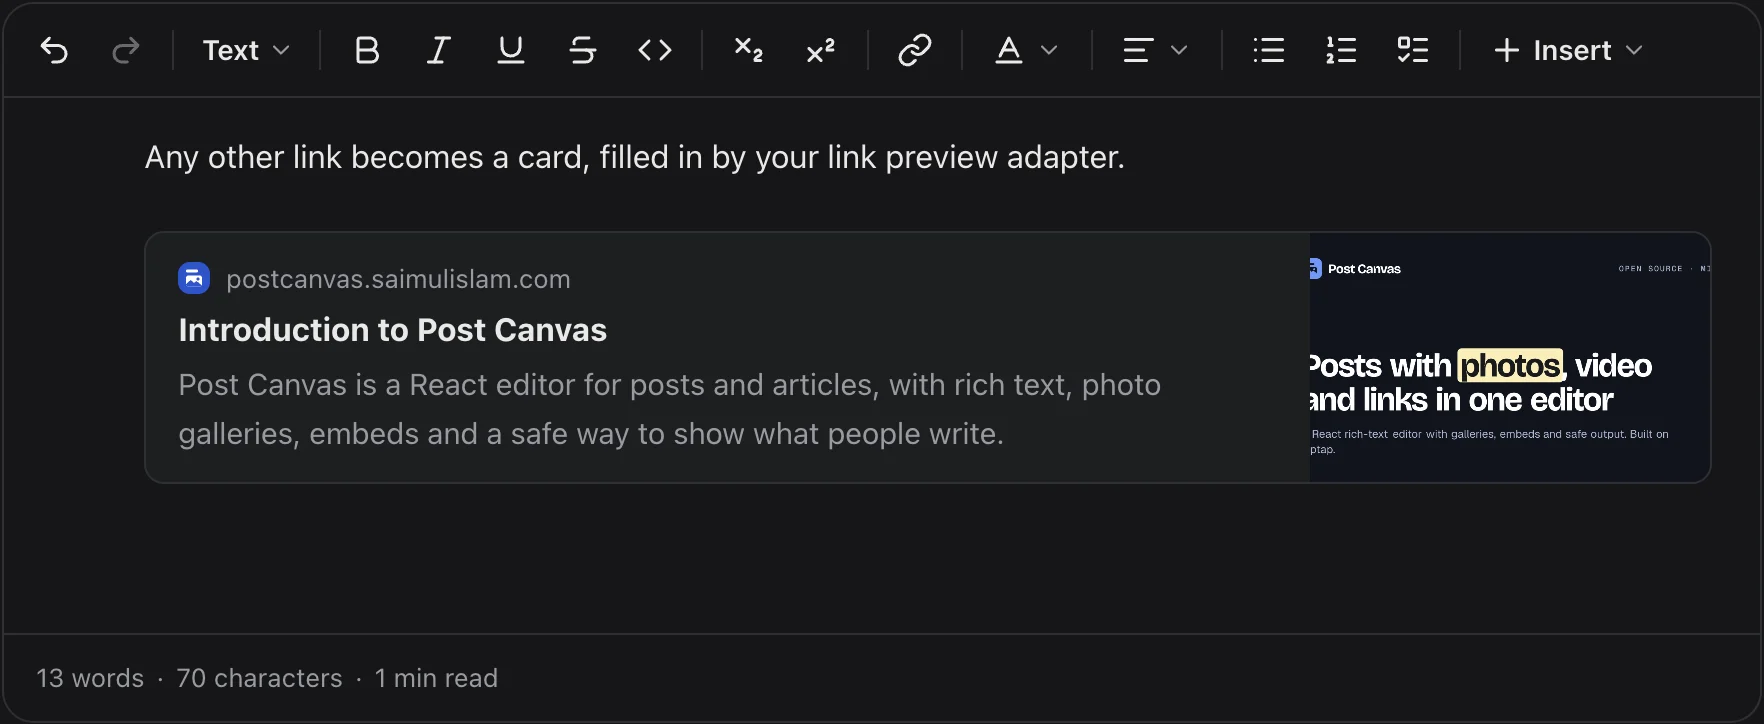 Text
B I U S <> x₂ x² A
Insert
Any other link becomes a card, filled in by your link preview adapter.
postcanvas.saimulislam.com
Introduction to Post Canvas
Post Canvas is a React editor for posts and articles, with rich text, photo
galleries, embeds and a safe way to show what people write.
Post Canvas
OPEN SOURCE ·
Posts with photos, video
and links in one editor
React rich-text editor with galleries, embeds and safe output. Built on
13 words · 70 characters · 1 min read